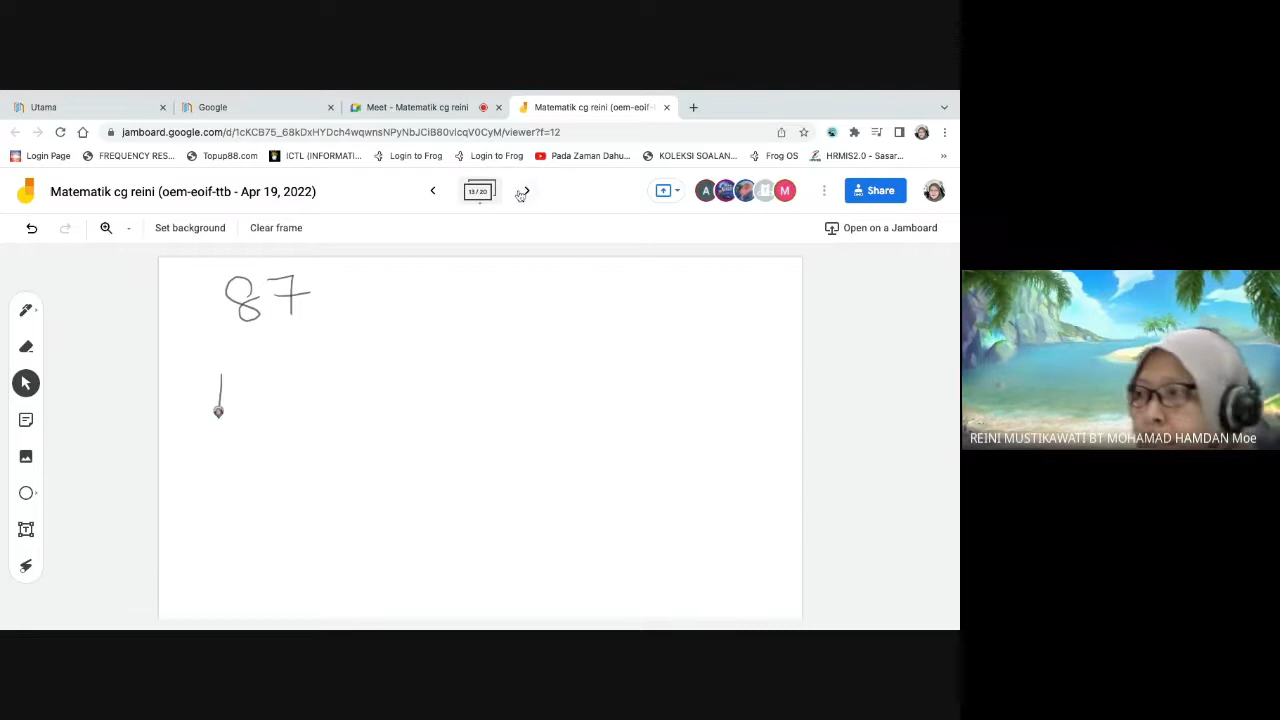 Utama
Google
Meet - Matematik cg reini
Matematik cg reini (oem-eoif-t
jamboard.google.com/d/1cKCB75_68kDxHYDch4wqwnsNPyNbJCiB80vIcqV0CyM/viewer?f=12
Login Page
FREQUENCY RES...
Topup88.com
ICTL (INFORMATI...
Login to Frog
Login to Frog
Pada Zaman Dahu...
KOLEKSI SOALAN...
Frog OS
HRMIS2.0 - Sasar...
»
Matematik cg reini (oem-eoif-ttb - Apr 19, 2022)
13 / 20
A
M
Share
Set background
Clear frame
Open on a Jamboard
87
REINI MUSTIKAWATI BT MOHAMAD HAMDAN Moe